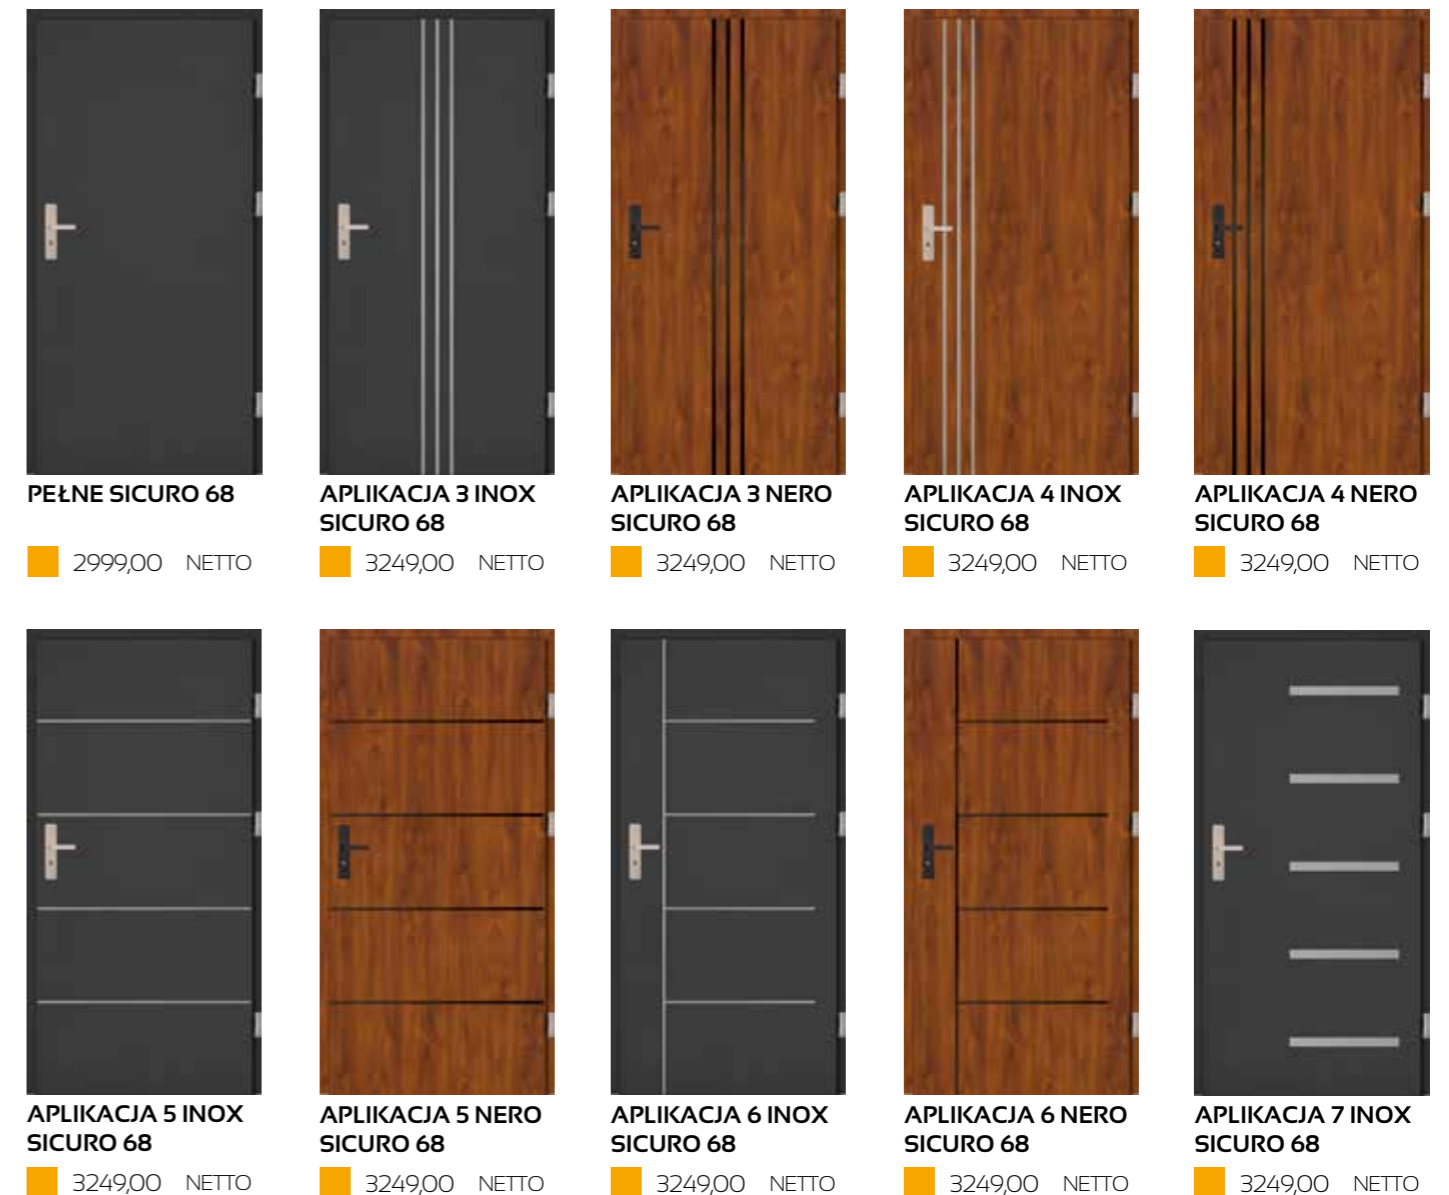 PEŁNE SICURO 68
2999,00 NETTO
APLIKACJA 3 INOX
SICURO 68
3249,00 NETTO
APLIKACJA 3 NERO
SICURO 68
3249,00 NETTO
APLIKACJA 4 INOX
SICURO 68
3249,00 NETTO
APLIKACJA 4 NERO
SICURO 68
3249,00 NETTO
APLIKACJA 5 INOX
SICURO 68
3249,00 NETTO
APLIKACJA 5 NERO
SICURO 68
3249,00 NETTO
APLIKACJA 6 INOX
SICURO 68
3249,00 NETTO
APLIKACJA 6 NERO
SICURO 68
3249,00 NETTO
APLIKACJA 7 INOX
SICURO 68
3249,00 NETTO